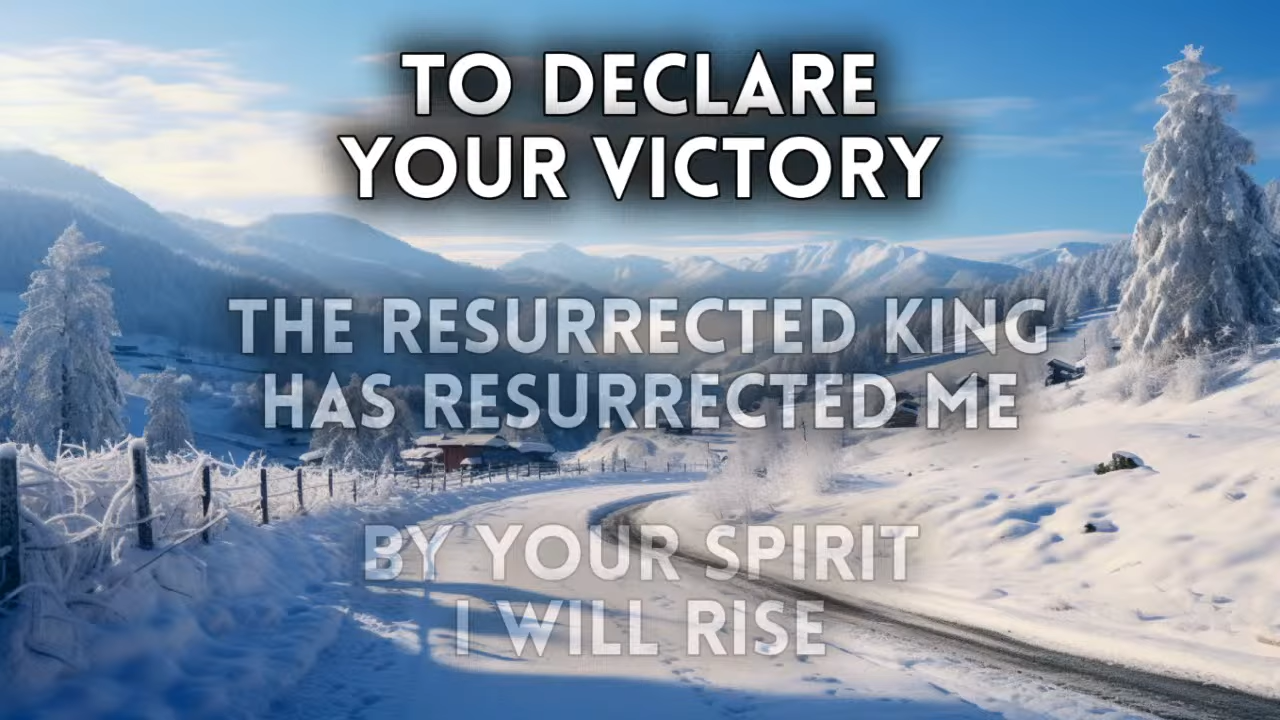 TO DECLARE
YOUR VICTORY
THE RESURRECTED KING
HAS RESURRECTED ME
BY YOUR SPIRIT
I WILL RISE